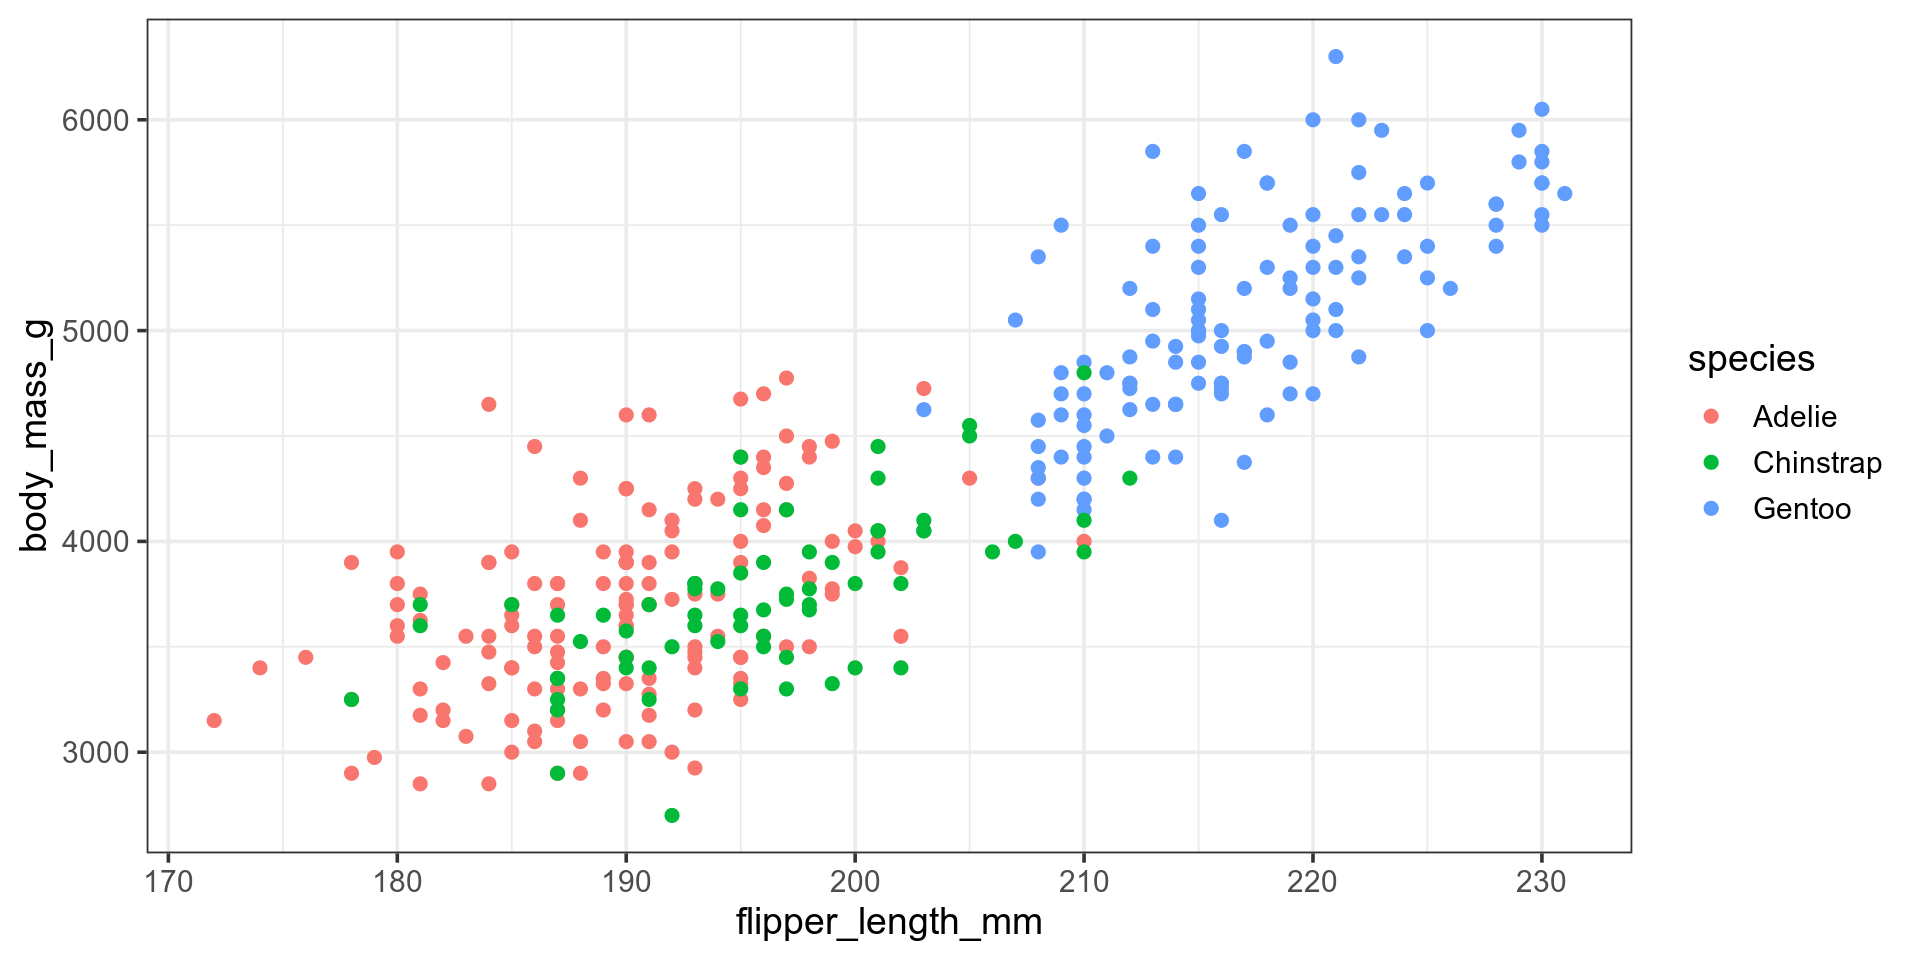 6000
5000
4000
3000
body_mass_g
170 180 190 200 210 220 230
flipper_length_mm
species
Adelie
Chinstrap
Gentoo